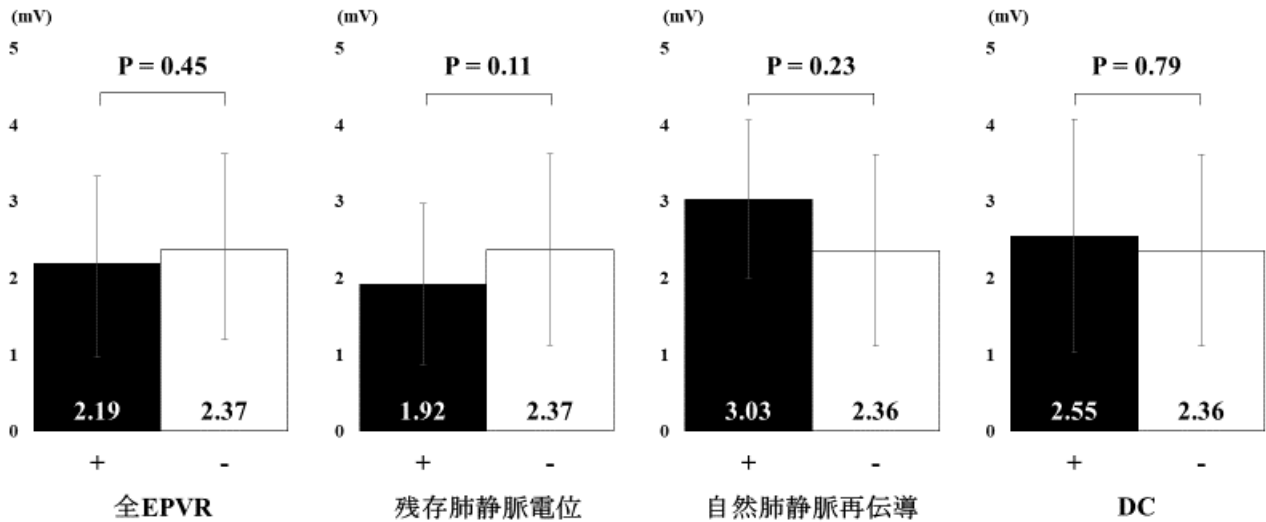 (mV) (mV) (mV) (mV)
5 5 5 5
P = 0.45 P = 0.11 P = 0.23 P = 0.79
4 4 4 4
3 3 3 3
2 2 2 2
1 1 1 1
2.19 2.37 1.92 2.37 3.03 2.36 2.55 2.36
0 0 0 0
+ - + - + - + -
全EPVR 残存肺静脈電位 自然肺静脈再伝導 DC